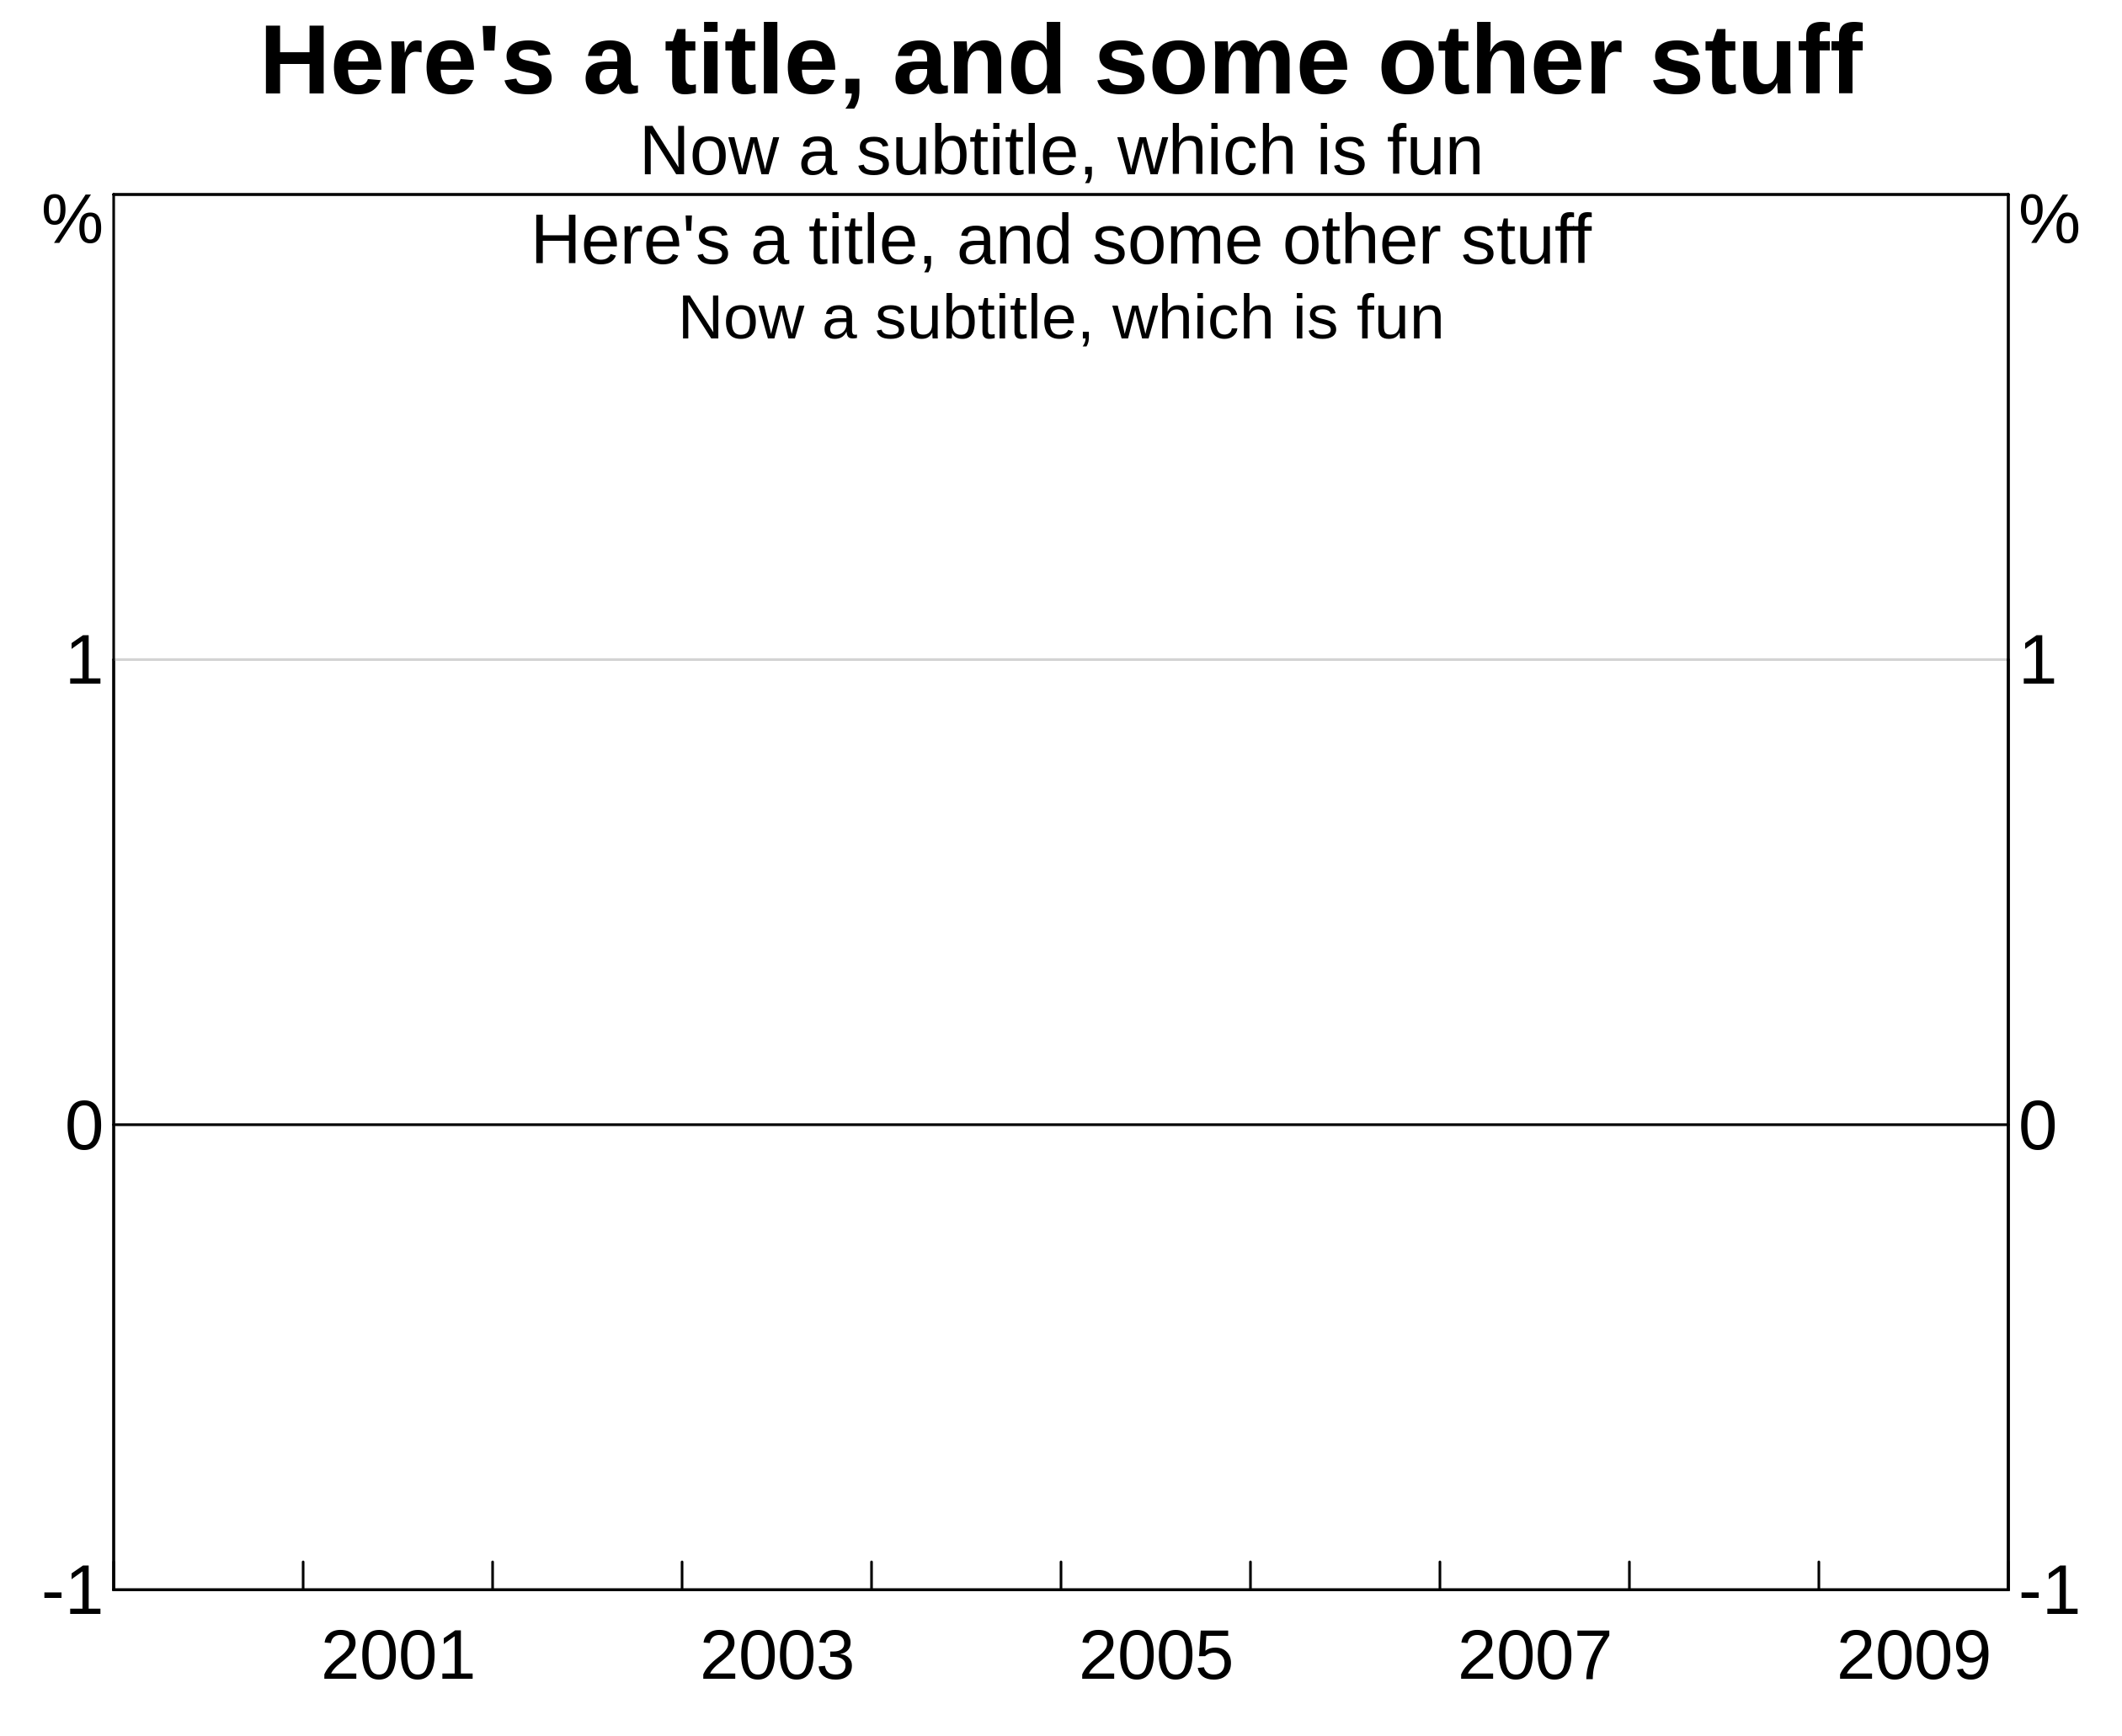 Here's a title, and some other stuff
Now a subtitle, which is fun
% %
Here's a title, and some other stuff
Now a subtitle, which is fun
1 1
0 0
-1 -1
2001 2003 2005 2007 2009